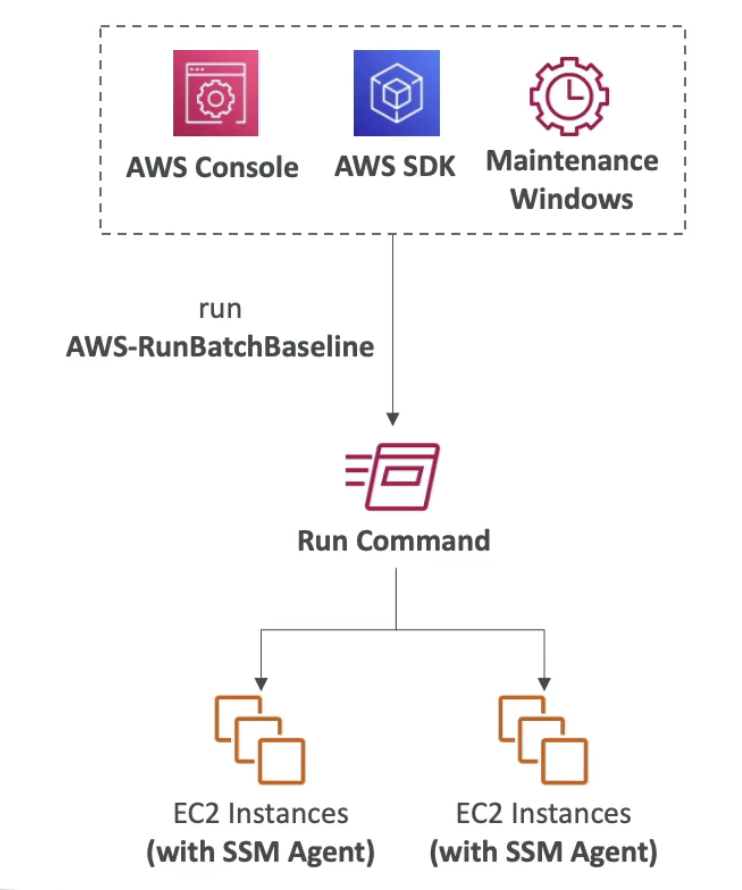 AWS Console
AWS SDK
Maintenance
Windows
run
AWS-RunBatchBaseline
Run Command
EC2 Instances
(with SSM Agent)
EC2 Instances
(with SSM Agent)